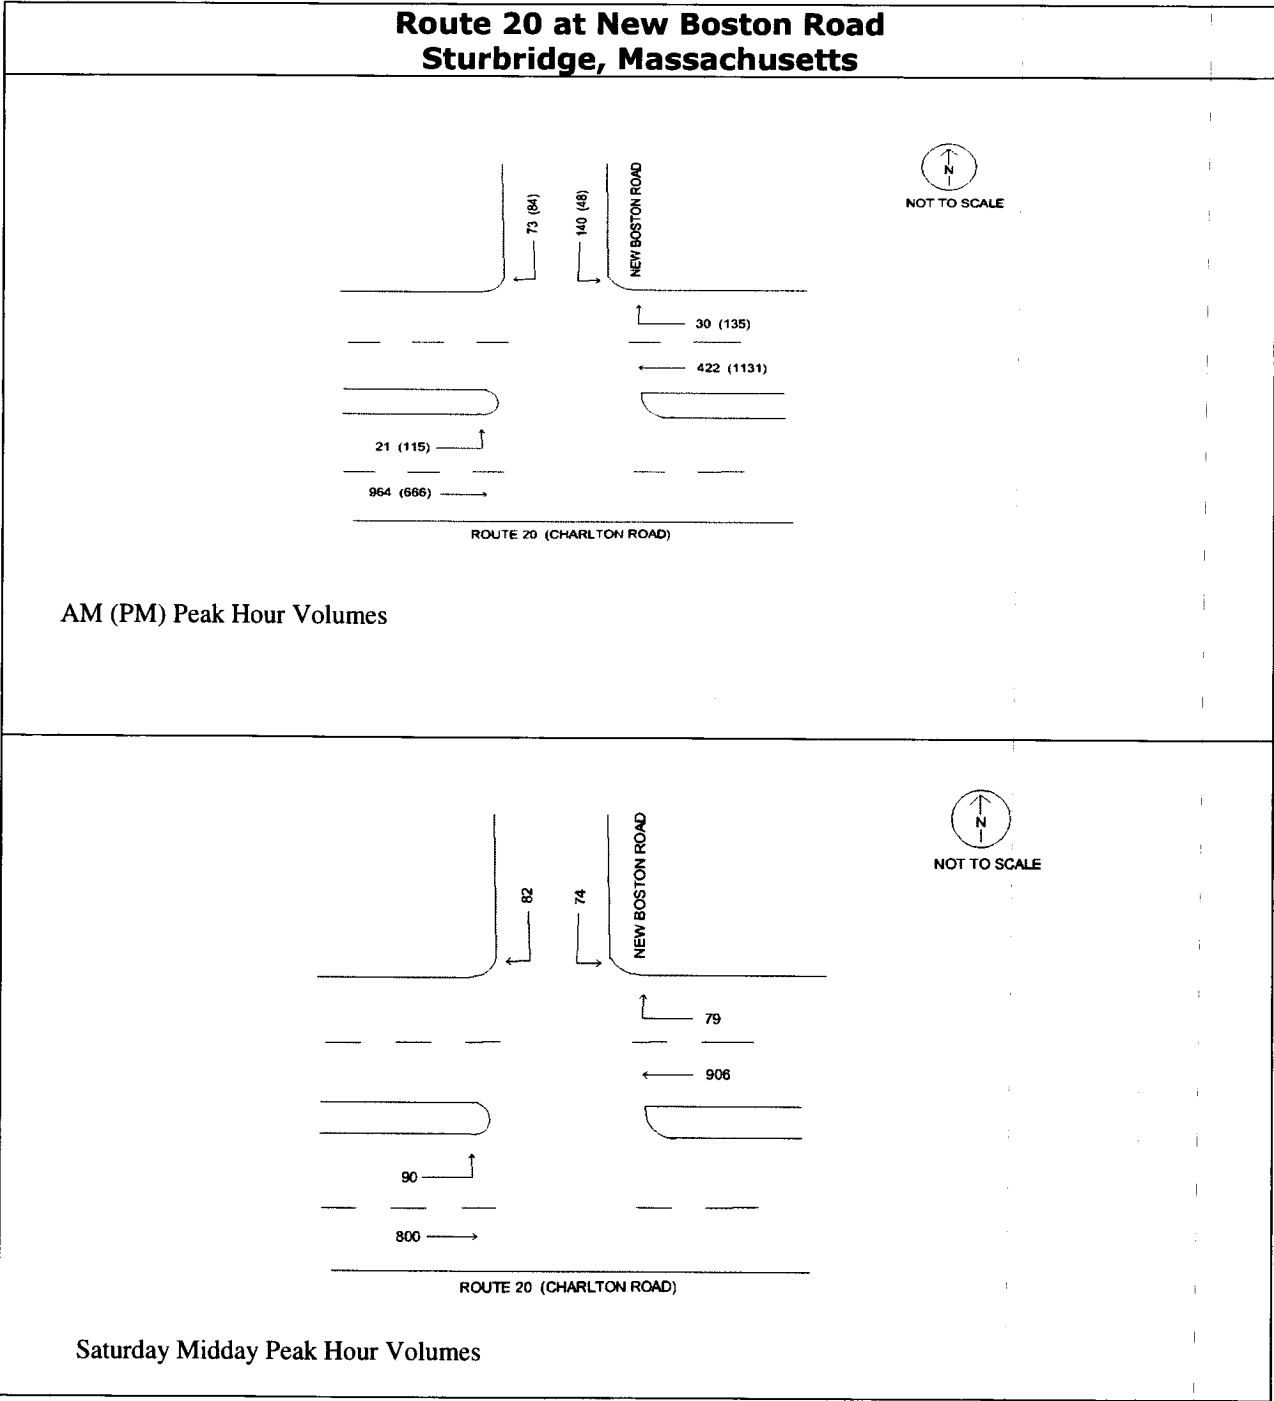 Route 20 at New Boston Road
Sturbridge, Massachusetts
N
NOT TO SCALE
73 (84)
140 (48)
NEW BOSTON ROAD
30 (135)
422 (1131)
21 (115)
964 (666)
ROUTE 20 (CHARLTON ROAD)
AM (PM) Peak Hour Volumes
N
NOT TO SCALE
82
74
NEW BOSTON ROAD
79
906
90
800
ROUTE 20 (CHARLTON ROAD)
Saturday Midday Peak Hour Volumes